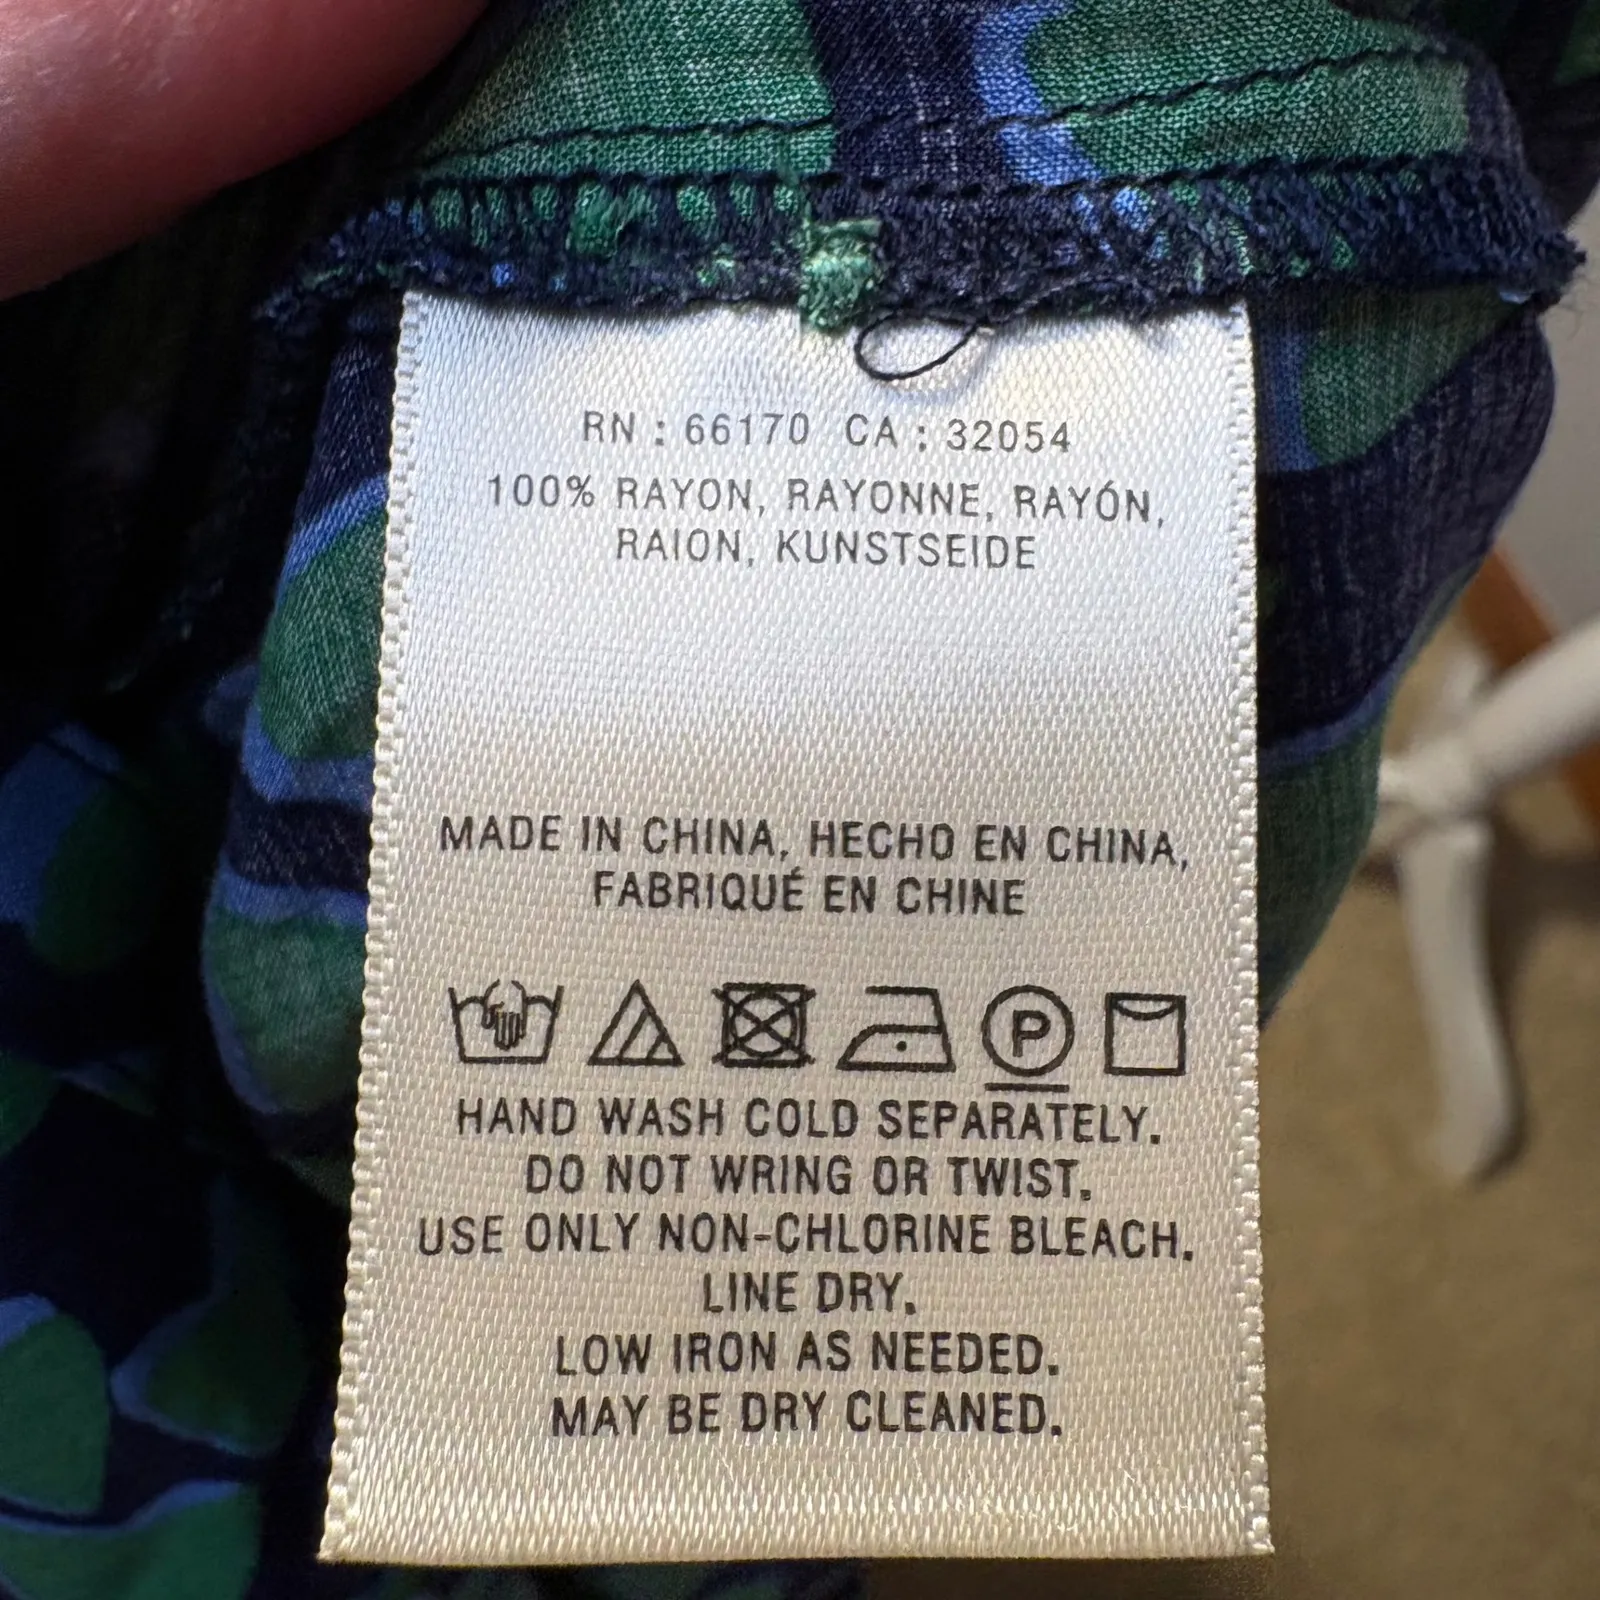 RN : 66170 CA : 32054
100% RAYON, RAYONNE, RAYÓN,
RAION, KUNSTSEIDE
MADE IN CHINA, HECHO EN CHINA,
FABRIQUÉ EN CHINE
P
HAND WASH COLD SEPARATELY.
DO NOT WRING OR TWIST.
USE ONLY NON-CHLORINE BLEACH.
LINE DRY.
LOW IRON AS NEEDED.
MAY BE DRY CLEANED.